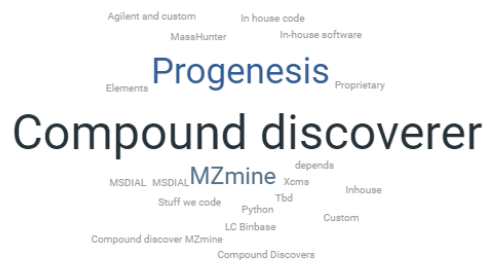 Agilent and custom
In house code
MassHunter
In-house software
Progenesis
Elements
Proprietary
Compound discoverer
depends
MSDIAL
MSDIAL
MZmine
Xcms
Inhouse
Stuff we code
Tbd
Python
Custom
LC Binbase
Compound discover MZmine
Compound Discovers